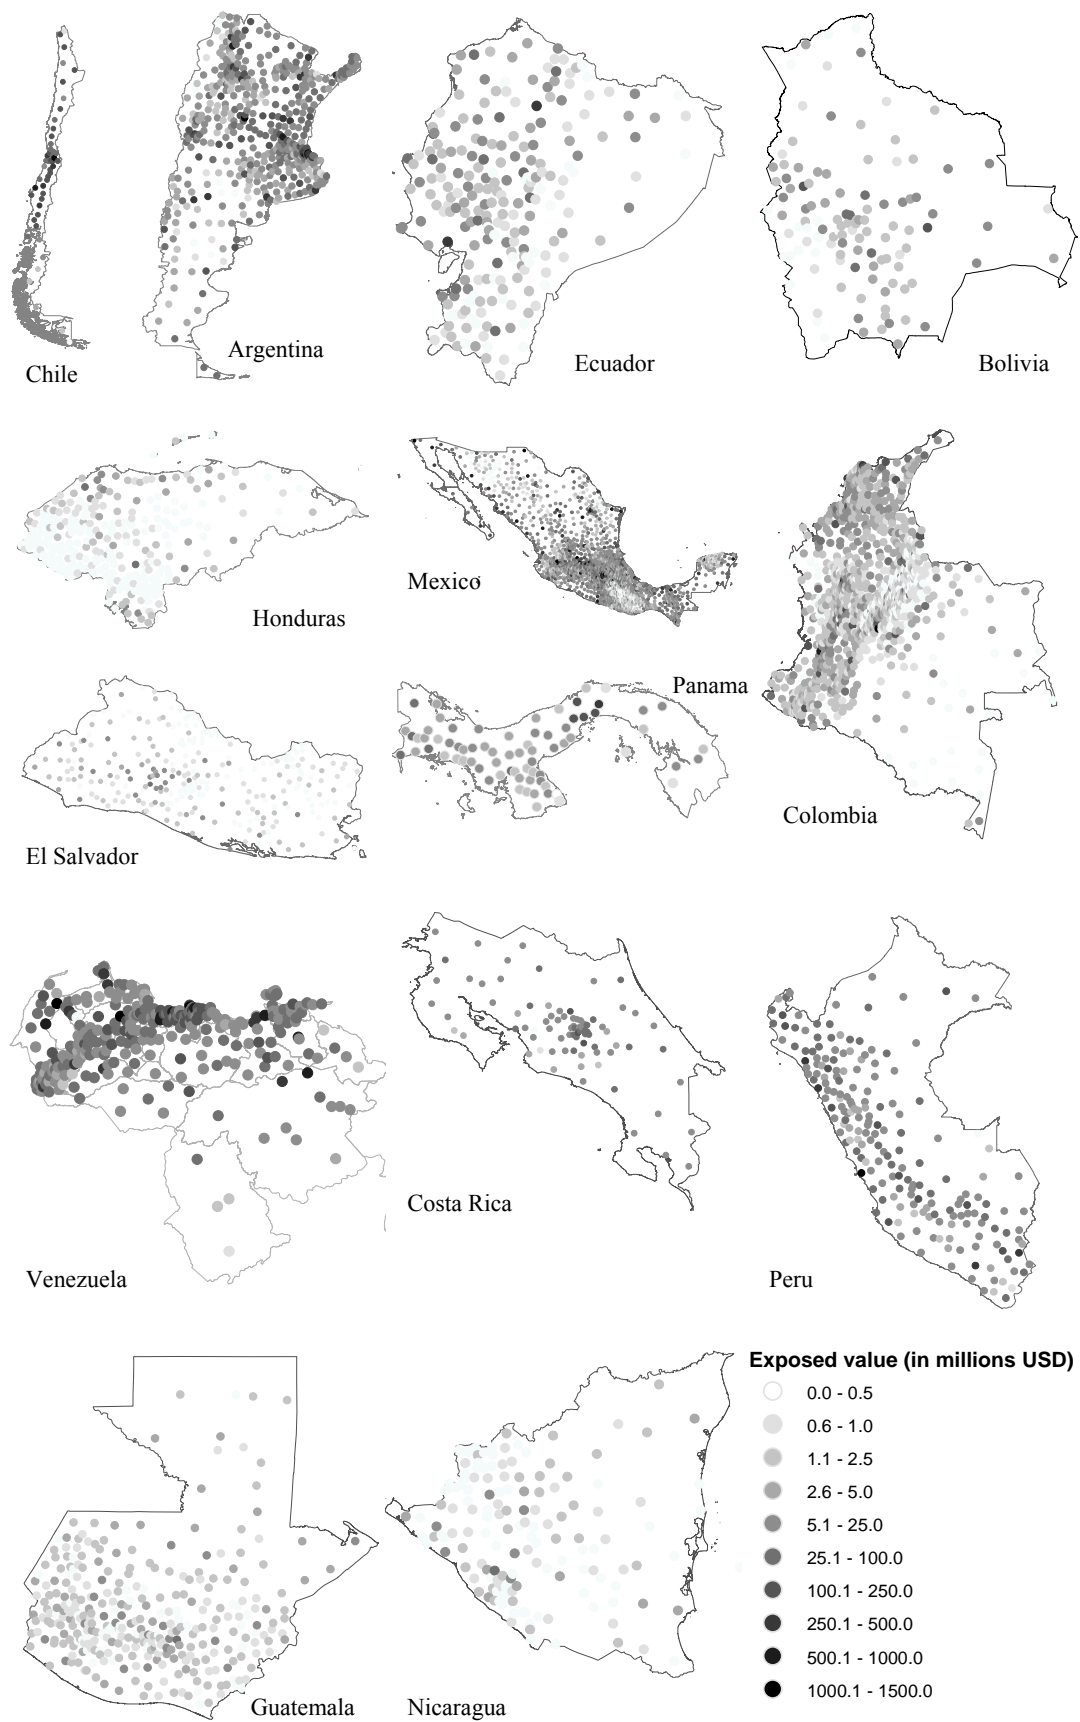 Chile
Argentina
Ecuador
Bolivia
Honduras
Mexico
Panama
Colombia
El Salvador
Venezuela
Costa Rica
Peru
Guatemala
Nicaragua
Exposed value (in millions USD)
0.0 - 0.5
0.6 - 1.0
1.1 - 2.5
2.6 - 5.0
5.1 - 25.0
25.1 - 100.0
100.1 - 250.0
250.1 - 500.0
500.1 - 1000.0
1000.1 - 1500.0